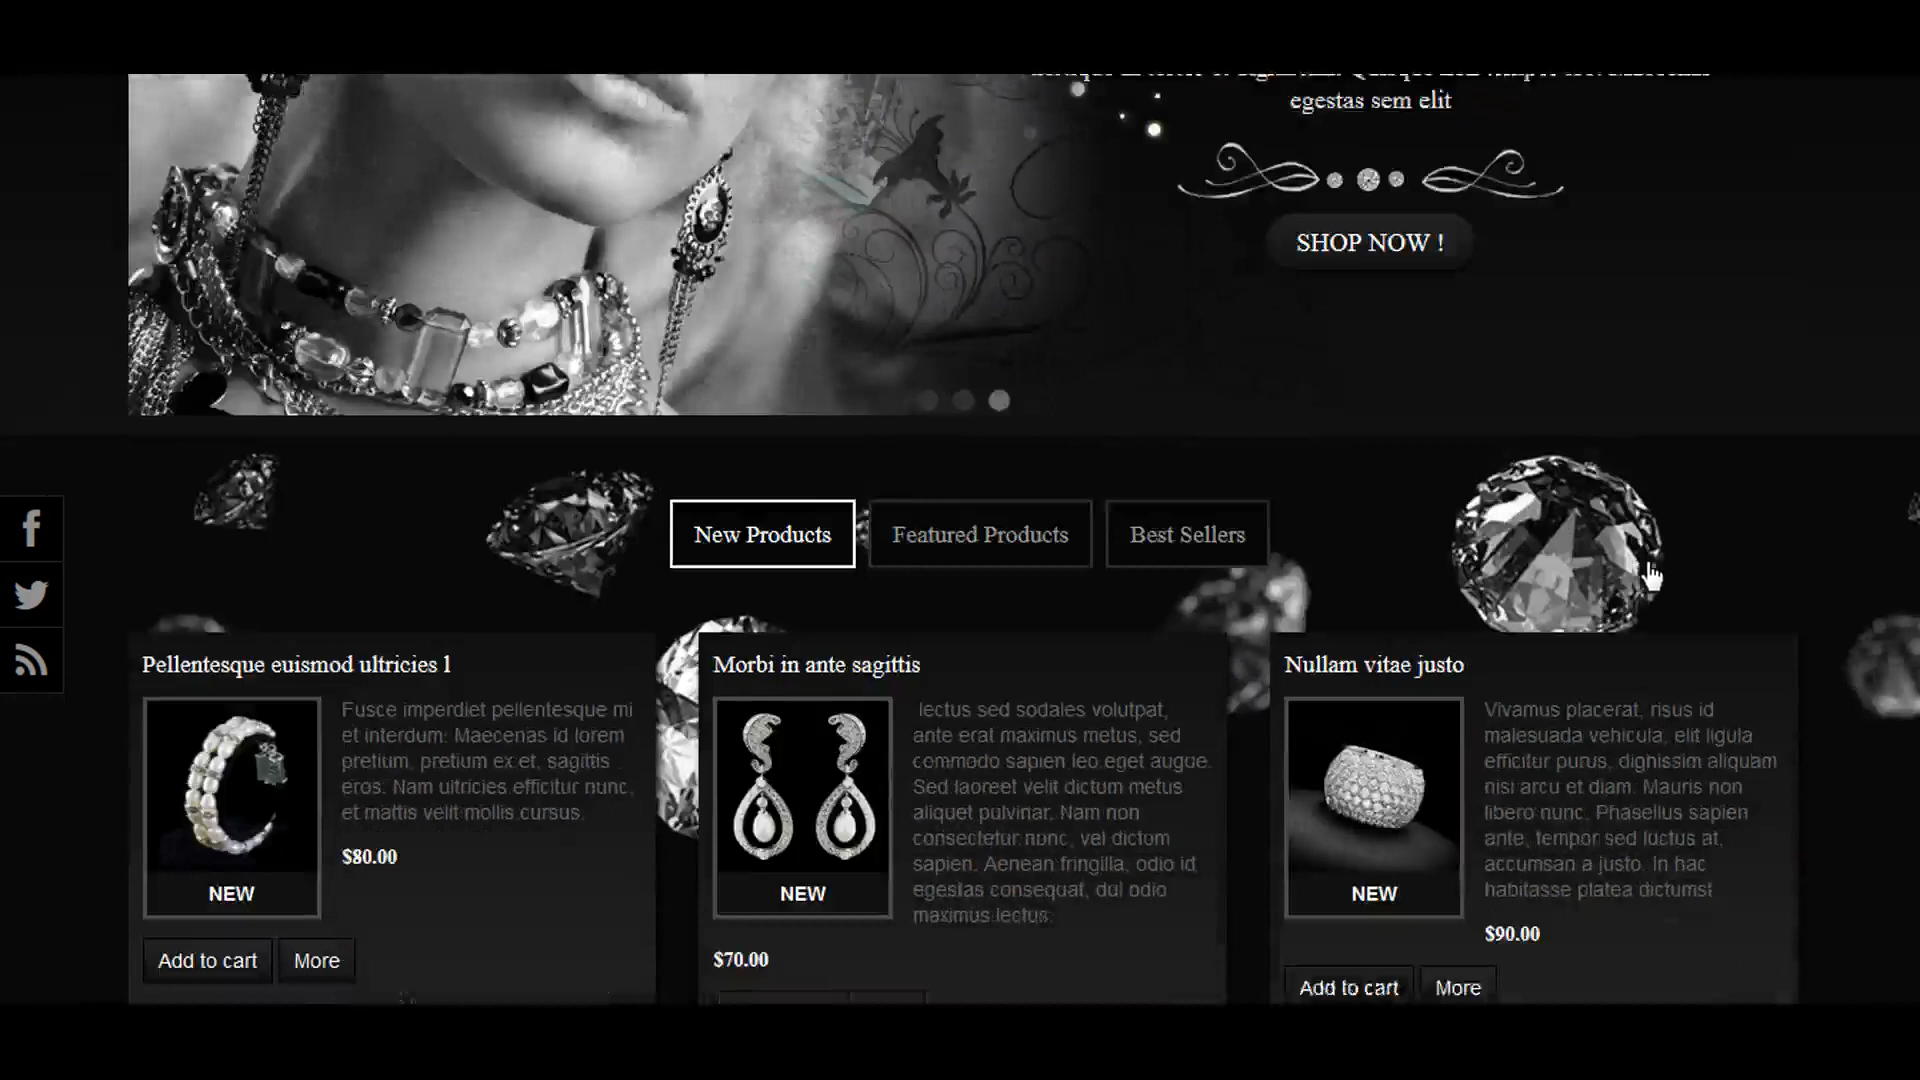 egestas sem elit
SHOP NOW !
New Products
Featured Products
Best Sellers
Pellentesque euismod ultricies l
Fusce imperdiet pellentesque mi
et interdum. Maecenas id lorem
pretium, pretium ex et, sagittis
eros. Nam ultricies efficitur nunc,
et mattis velit mollis cursus.
$80.00
NEW
Add to cart
More
Morbi in ante sagittis
lectus sed sodales volutpat,
ante erat maximus metus, sed
commodo sapien leo eget augue.
Sed laoreet velit dictum metus
aliquet pulvinar. Nam non
consectetur nunc, vel dictom
sapien. Aenean fringilla, odio id
egestas consequat, dui odio
maximus lectus.
NEW
$70.00
Nullam vitae justo
Vivamus placerat, risus id
malesuada vehicula, elit ligula
efficitur purus, dignissim aliquam
nisi arcu et diam. Mauris non
libero nunc. Phasellus sapien
ante, tempor sed luctus at,
accumsan a justo. In hac
habitasse platea dictumst
$90.00
NEW
Add to cart
More